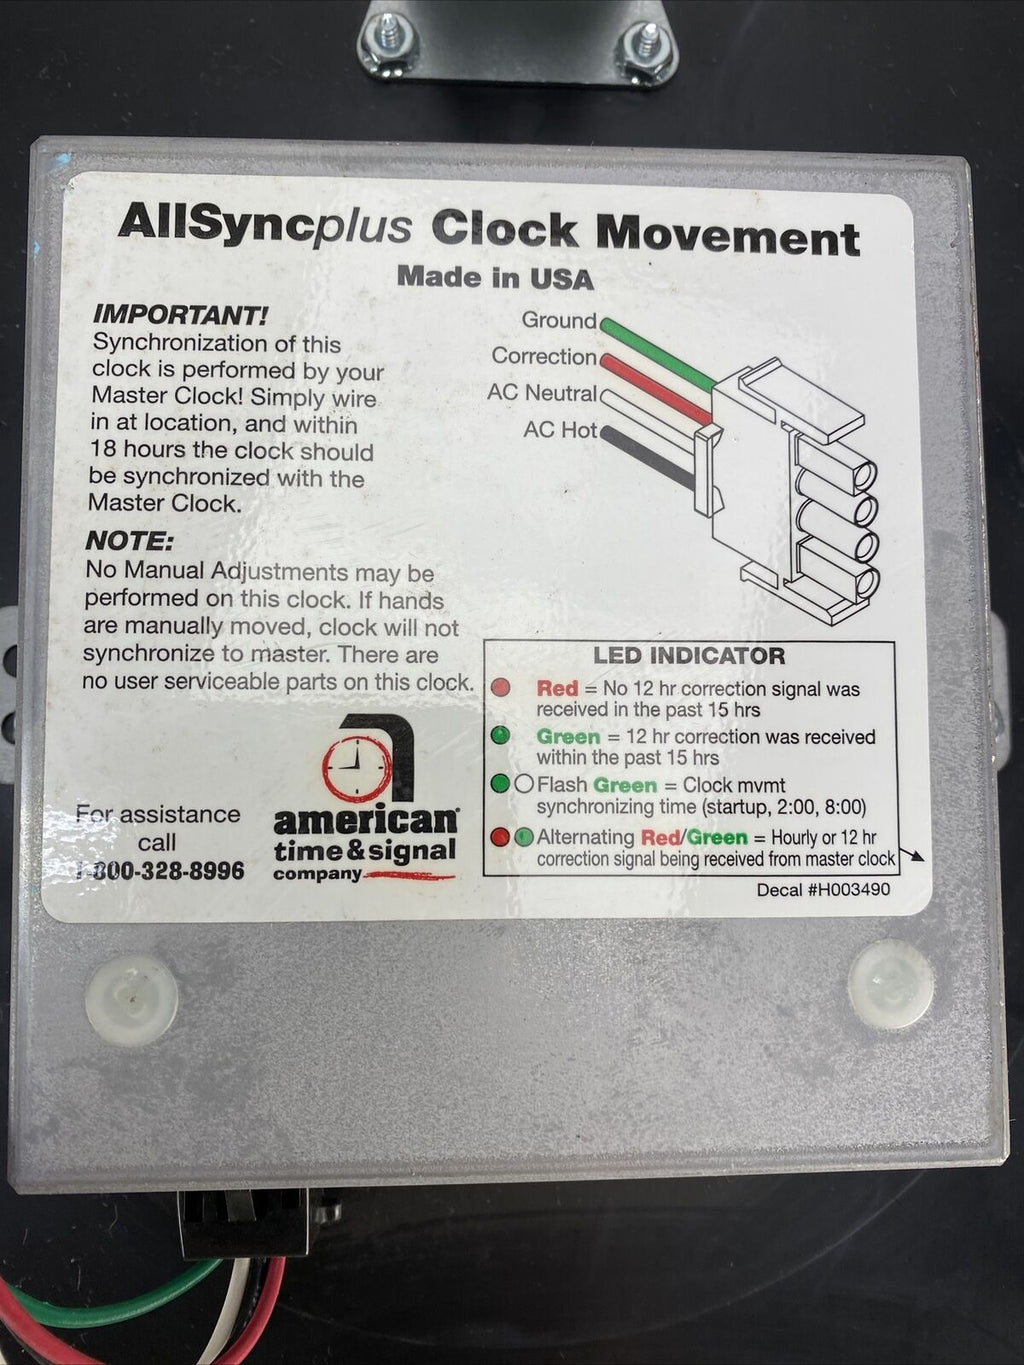 AllSyncplus Clock Movement
Made in USA
IMPORTANT!
Synchronization of this
clock is performed by your
Master Clock! Simply wire
in at location, and within
18 hours the clock should
be synchronized with the
Master Clock.
NOTE:
No Manual Adjustments may be
performed on this clock. If hands
are manually moved, clock will not
synchronize to master. There are
no user serviceable parts on this clock.
Ground
Correction
AC Neutral
AC Hot
LED INDICATOR
Red = No 12 hr correction signal was
received in the past 15 hrs
Green = 12 hr correction was received
within the past 15 hrs
Flash Green = Clock mvmt
synchronizing time (startup, 2:00, 8:00)
Alternating Red/Green = Hourly or 12 hr
correction signal being received from master clock
Decal #H003490
For assistance
call
1-800-328-8996
american
time&signal
company